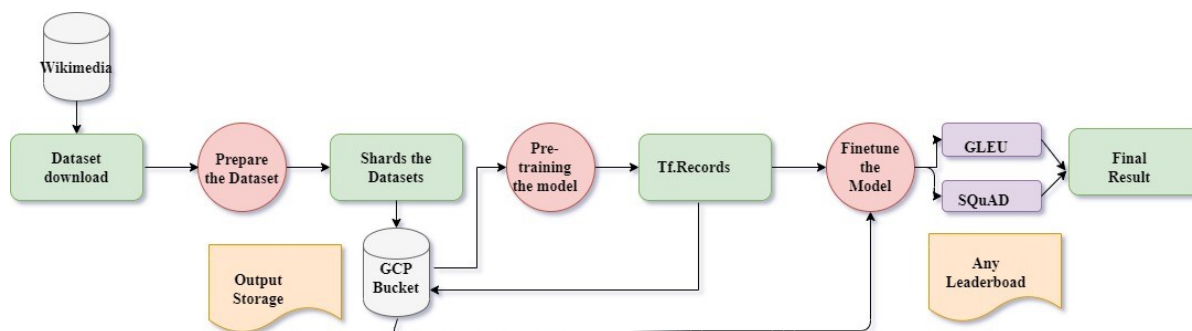 Wikimedia
Dataset
download
Prepare
the Dataset
Shards the
Datasets
Pre-
training
the model
Tf.Records
Finetune
the
Model
GLEU
SQuAD
Final
Result
Output
Storage
GCP
Bucket
Any
Leaderboad